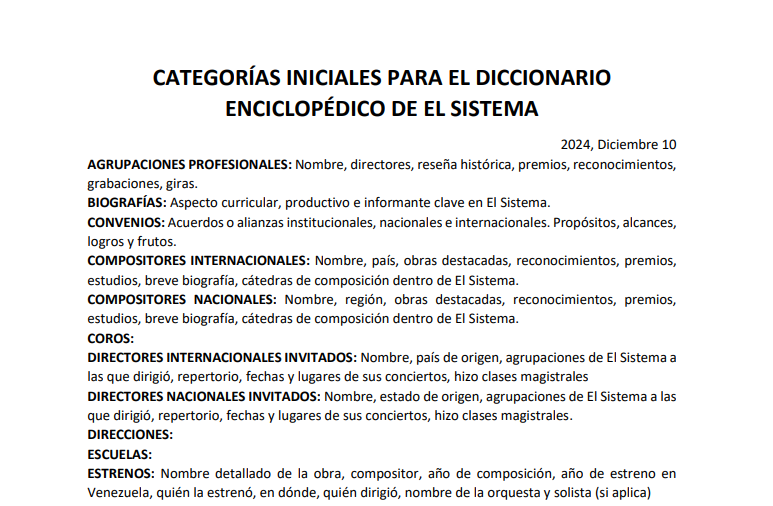 CATEGORÍAS INICIALES PARA EL DICCIONARIO
ENCICLOPÉDICO DE EL SISTEMA
2024, Diciembre 10
AGRUPACIONES PROFESIONALES: Nombre, directores, reseña histórica, premios, reconocimientos,
grabaciones, giras.
BIOGRAFÍAS: Aspecto curricular, productivo e informante clave en El Sistema.
CONVENIOS: Acuerdos o alianzas institucionales, nacionales e internacionales. Propósitos, alcances,
logros y frutos.
COMPOSITORES INTERNACIONALES: Nombre, país, obras destacadas, reconocimientos, premios,
estudios, breve biografía, cátedras de composición dentro de El Sistema.
COMPOSITORES NACIONALES: Nombre, región, obras destacadas, reconocimientos, premios,
estudios, breve biografía, cátedras de composición dentro de El Sistema.
COROS:
DIRECTORES INTERNACIONALES INVITADOS: Nombre, país de origen, agrupaciones de El Sistema a
las que dirigió, repertorio, fechas y lugares de sus conciertos, hizo clases magistrales
DIRECTORES NACIONALES INVITADOS: Nombre, estado de origen, agrupaciones de El Sistema a las
que dirigió, repertorio, fechas y lugares de sus conciertos, hizo clases magistrales.
DIRECCIONES:
ESCUELAS:
ESTRENOS: Nombre detallado de la obra, compositor, año de composición, año de estreno en
Venezuela, quién la estrenó, en dónde, quién dirigió, nombre de la orquesta y solista (si aplica)